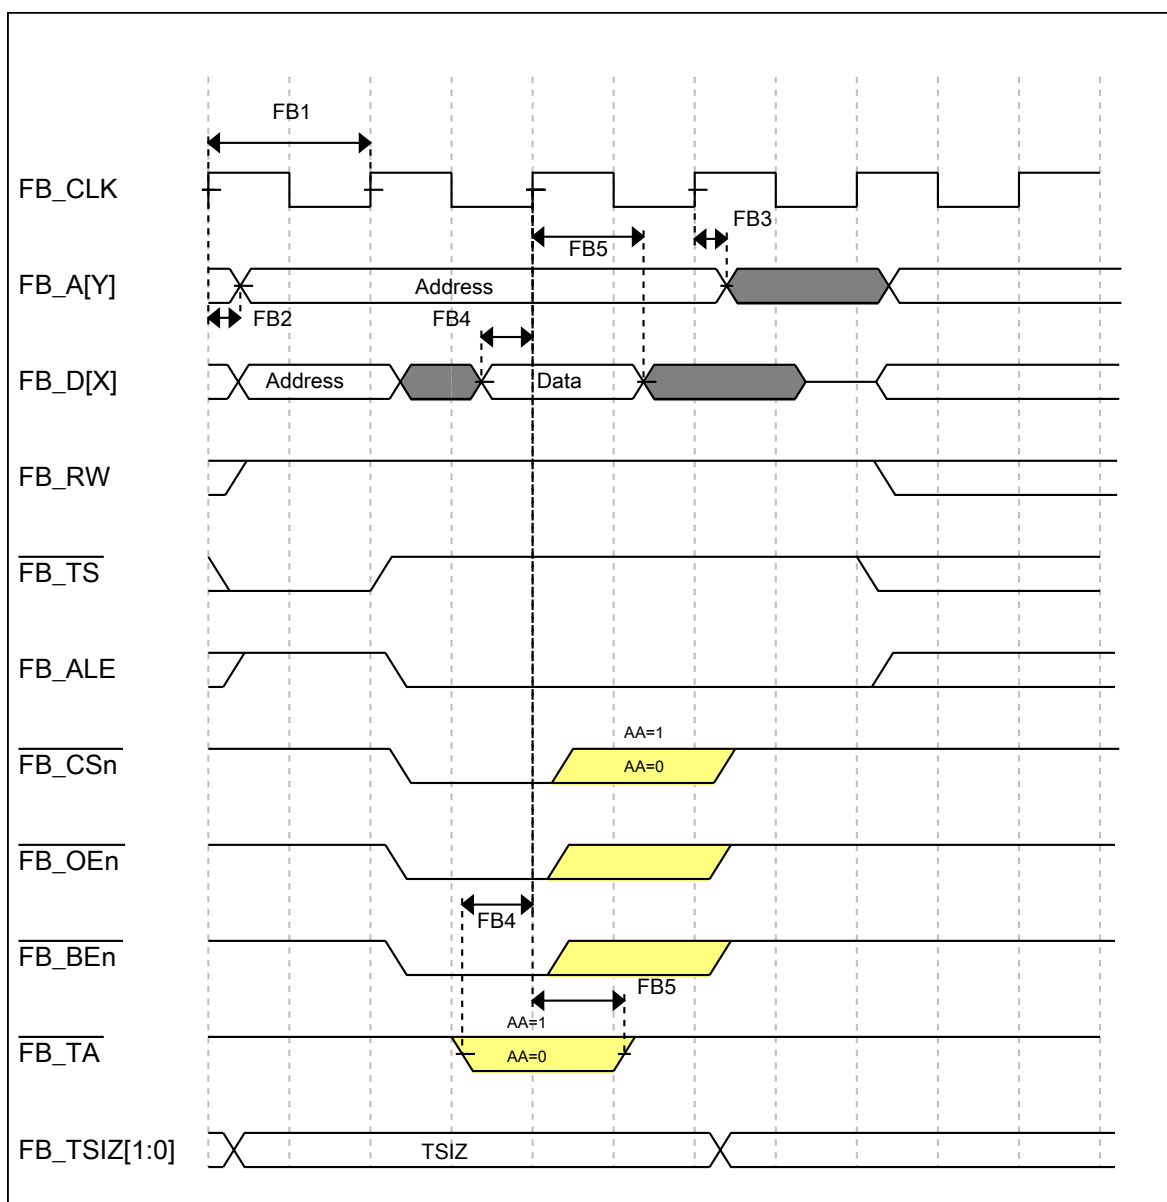 FB1
FB_CLK
FB3
FB5
FB_A[Y]
Address
FB2
FB4
FB_D[X]
Address
Data
FB_RW
FB_TS
FB_ALE
AA=1
FB_CSn
AA=0
FB_OEn
FB4
FB_BEn
FB5
AA=1
FB_TA
AA=0
FB_TSIZ[1:0]
TSIZ